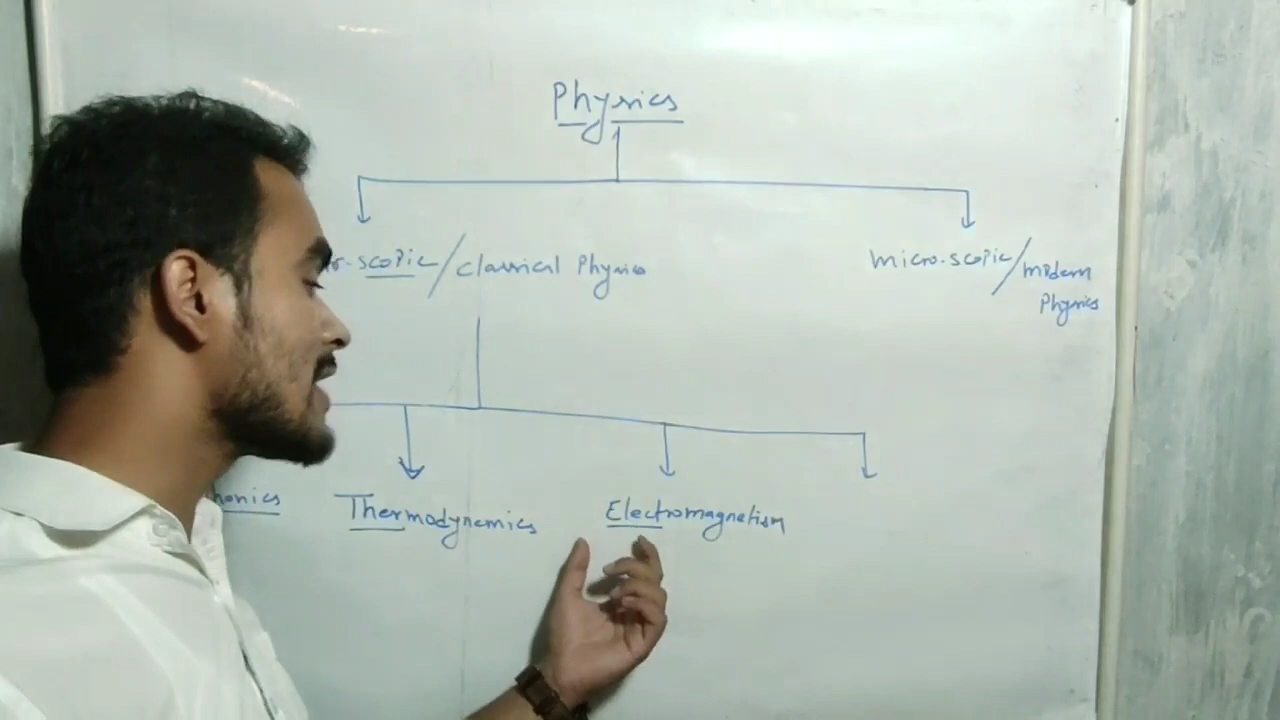 Physics
-scopic/classical Physics
micro-scopic/modern
Physics
Thermodynamics
Electromagnetism